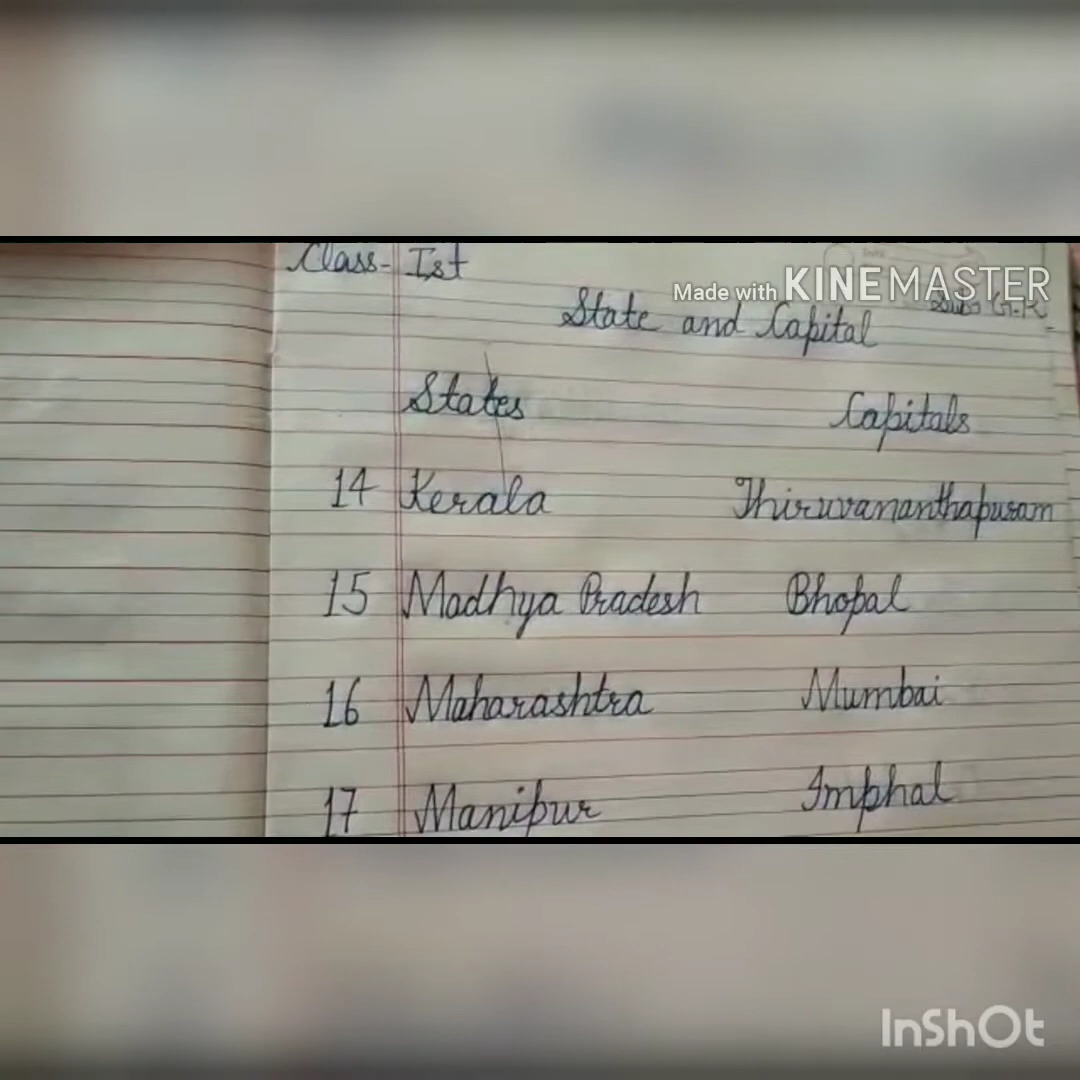 Class- Ist
Made with KINEMASTER
Sub- G.K
State and Capital
States Capitals
14 Kerala Thiruvananthapuram
15 Madhya Pradesh Bhopal
16 Maharashtra Mumbai
17 Manipur Imphal
InShOt